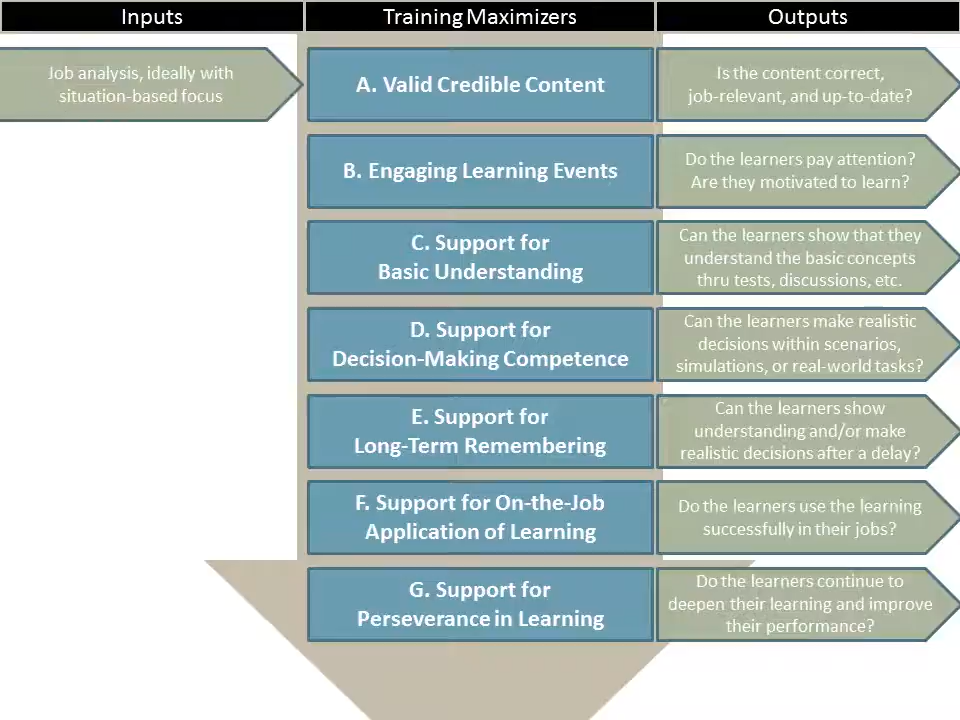 Inputs
Training Maximizers
Outputs
Job analysis, ideally with
situation-based focus
A. Valid Credible Content
Is the content correct,
job-relevant, and up-to-date?
B. Engaging Learning Events
Do the learners pay attention?
Are they motivated to learn?
C. Support for
Basic Understanding
Can the learners show that they
understand the basic concepts
thru tests, discussions, etc.
D. Support for
Decision-Making Competence
Can the learners make realistic
decisions within scenarios,
simulations, or real-world tasks?
E. Support for
Long-Term Remembering
Can the learners show
understanding and/or make
realistic decisions after a delay?
F. Support for On-the-Job
Application of Learning
Do the learners use the learning
successfully in their jobs?
G. Support for
Perseverance in Learning
Do the learners continue to
deepen their learning and improve
their performance?